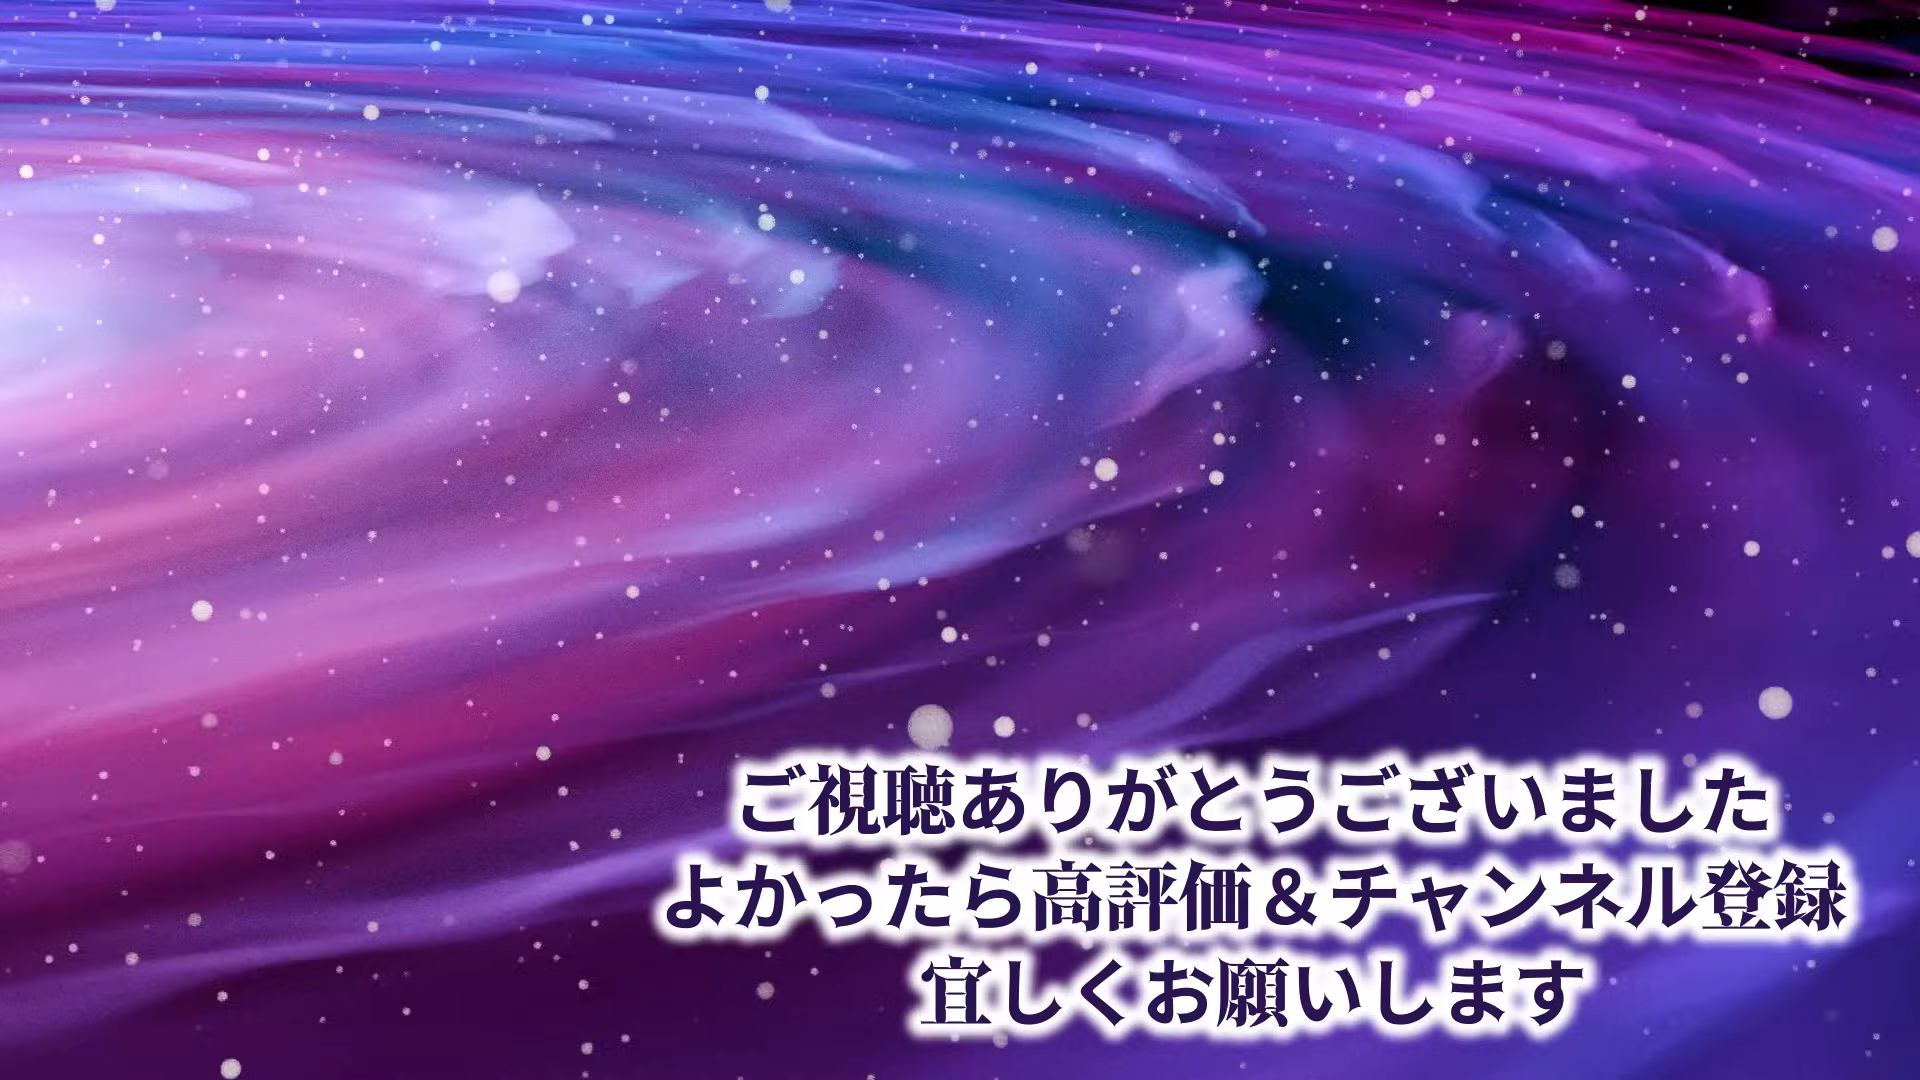 ご視聴ありがとうございました
よかったら高評価＆チャンネル登録
宜しくお願いします